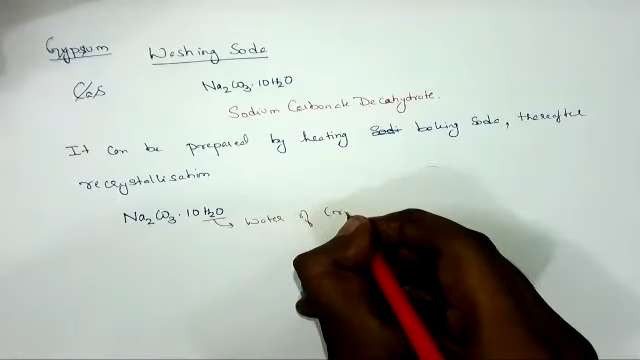 Gypsum Washing Soda
CaS
Na2CO3·10H2O
Sodium Carbonate Decahydrate.
It can be prepared by heating baking Soda, thereafter
recrystallisation
Na2CO3·10H2O → Water of Cry